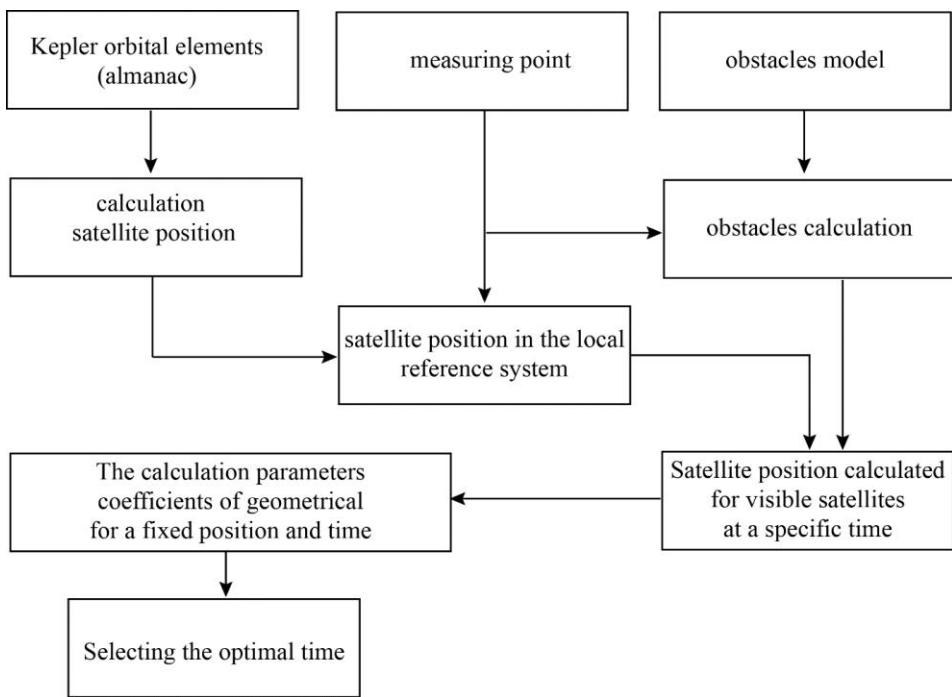 Kepler orbital elements
(almanac)
measuring point
obstacles model
calculation
satellite position
obstacles calculation
satellite position in the local
reference system
The calculation parameters
coefficients of geometrical
for a fixed position and time
Satellite position calculated
for visible satellites
at a specific time
Selecting the optimal time